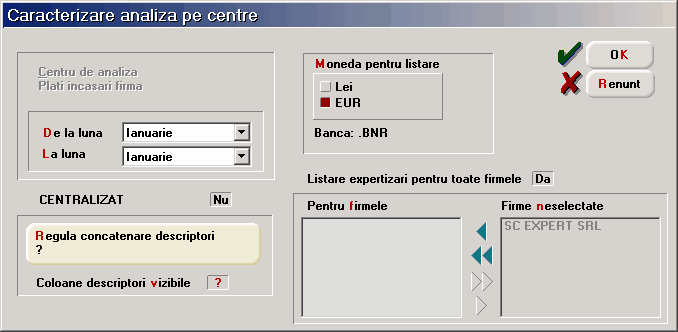 Caracterizare analiza pe centre
Centru de analiza
Plati incasari firma
De la luna
Ianuarie
La luna
Ianuarie
CENTRALIZAT
Nu
Regula concatenare descriptori
?
Coloane descriptori vizibile
?
Moneda pentru listare
Lei
EUR
Banca: .BNR
OK
Renunt
Listare expertizari pentru toate firmele
Da
Pentru firmele
Firme neselectate
SC EXPERT SRL